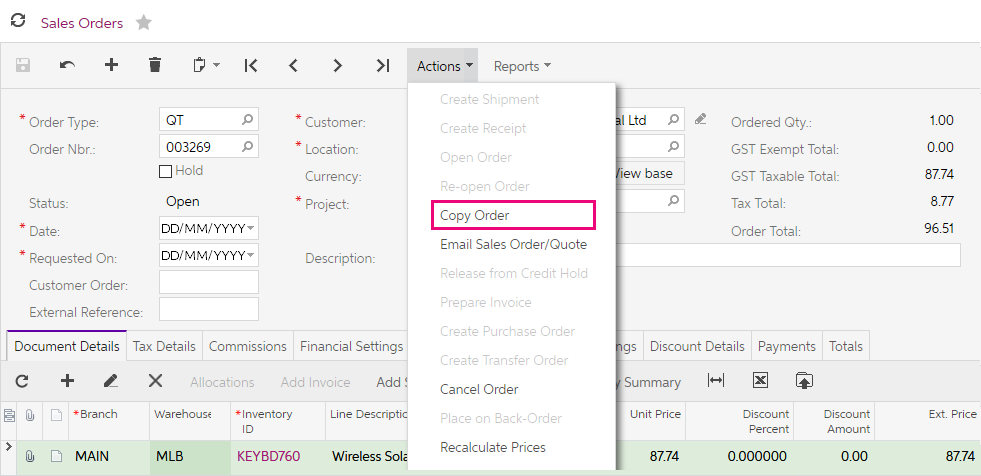 Sales Orders
Actions Reports
* Order Type: QT
Order Nbr.: 003269
Hold
Status: Open
* Date: DD/MM/YYYY
* Requested On: DD/MM/YYYY
Customer Order:
External Reference:
* Customer:
* Location:
Currency:
* Project:
Description:
Create Shipment
Create Receipt
Open Order
Re-open Order
Copy Order
Email Sales Order/Quote
Release from Credit Hold
Prepare Invoice
Create Purchase Order
Create Transfer Order
Cancel Order
Place on Back-Order
Recalculate Prices
Ltd
base
Ordered Qty.: 1.00
GST Exempt Total: 0.00
GST Taxable Total: 87.74
Tax Total: 8.77
Order Total: 96.51
Document Details Tax Details Commissions Financial Settings Discount Details Payments Totals
Allocations Add Invoice Add Summary
*Branch Warehouse *Inventory ID Line Description Unit Price Discount Percent Discount Amount Ext. Price
MAIN MLB KEYBD760 Wireless 87.74 0.000000 0.00 87.74